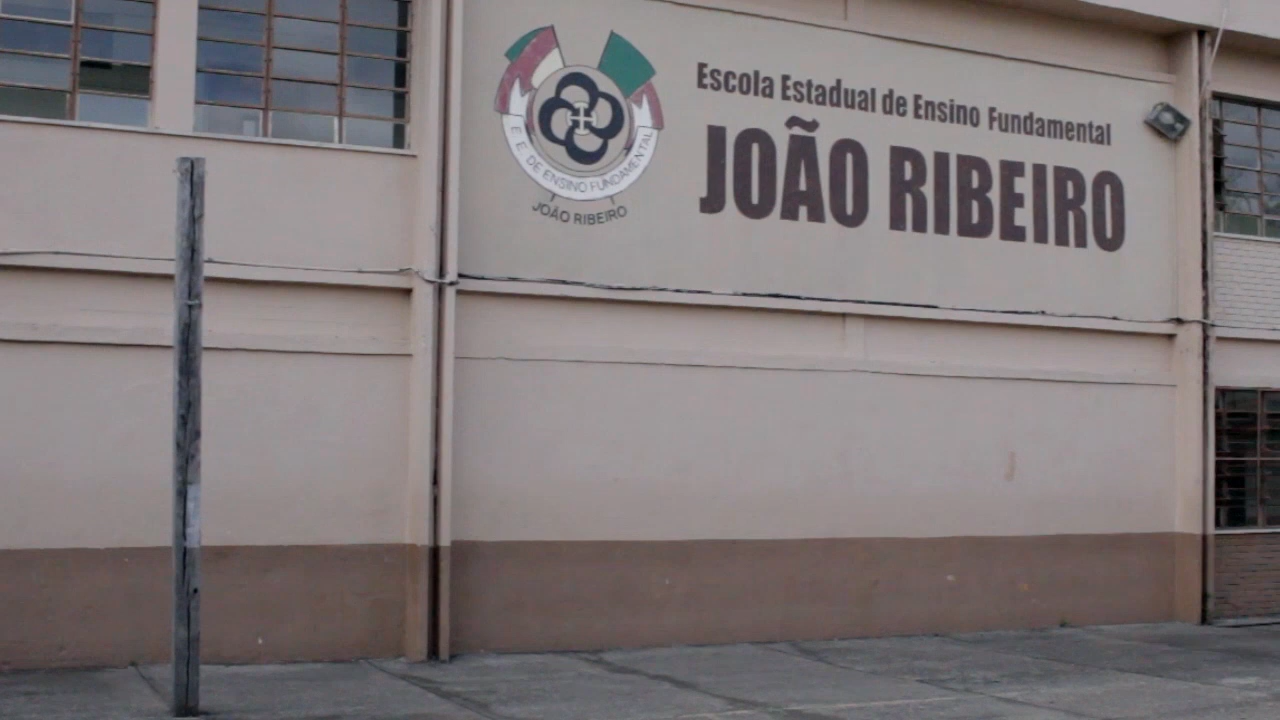 Escola Estadual de Ensino Fundamental
JOÃO RIBEIRO
E. E. DE ENSINO FUNDAMENTAL
JOÃO RIBEIRO